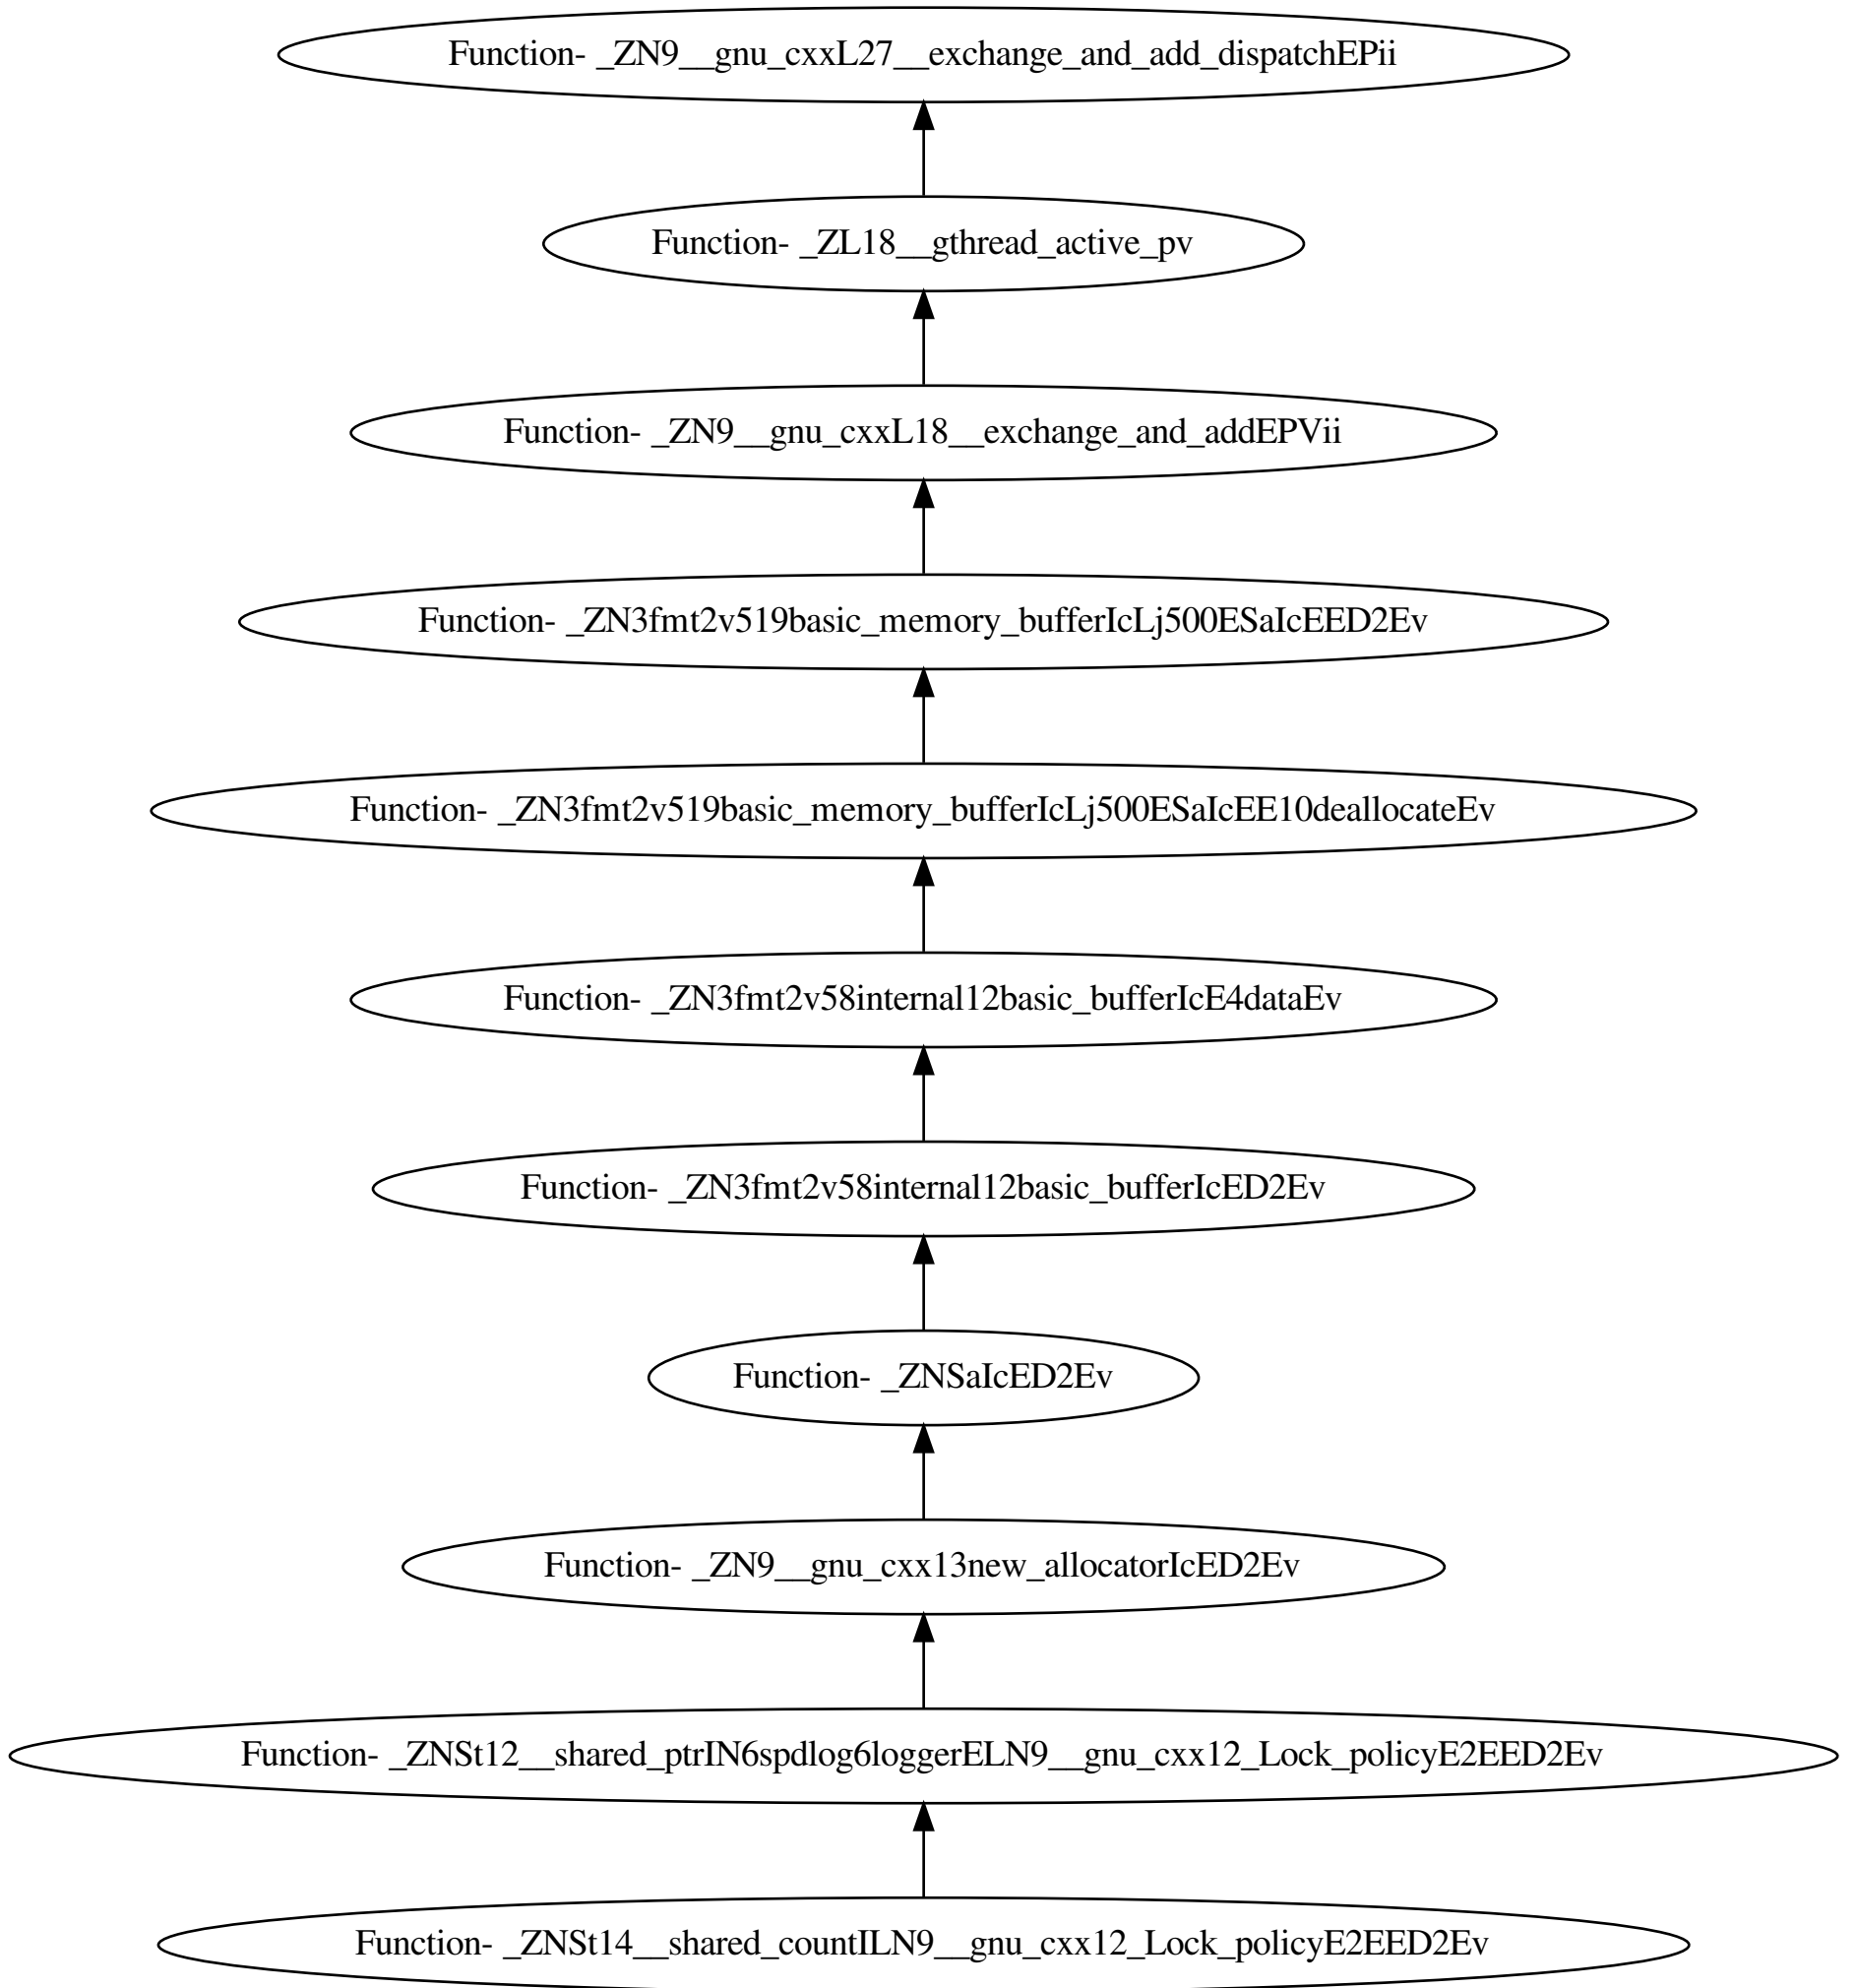 Function- _ZN9__gnu_cxxL27__exchange_and_add_dispatchEPii
Function- _ZL18__gthread_active_pv
Function- _ZN9__gnu_cxxL18__exchange_and_addEPVii
Function- _ZN3fmt2v519basic_memory_bufferIcLj500ESaIcEED2Ev
Function- _ZN3fmt2v519basic_memory_bufferIcLj500ESaIcEE10deallocateEv
Function- _ZN3fmt2v58internal12basic_bufferIcE4dataEv
Function- _ZN3fmt2v58internal12basic_bufferIcED2Ev
Function- _ZNSaIcED2Ev
Function- _ZN9__gnu_cxx13new_allocatorIcED2Ev
Function- _ZNSt12__shared_ptrIN6spdlog6loggerELN9__gnu_cxx12_Lock_policyE2EED2Ev
Function- _ZNSt14__shared_countILN9__gnu_cxx12_Lock_policyE2EED2Ev